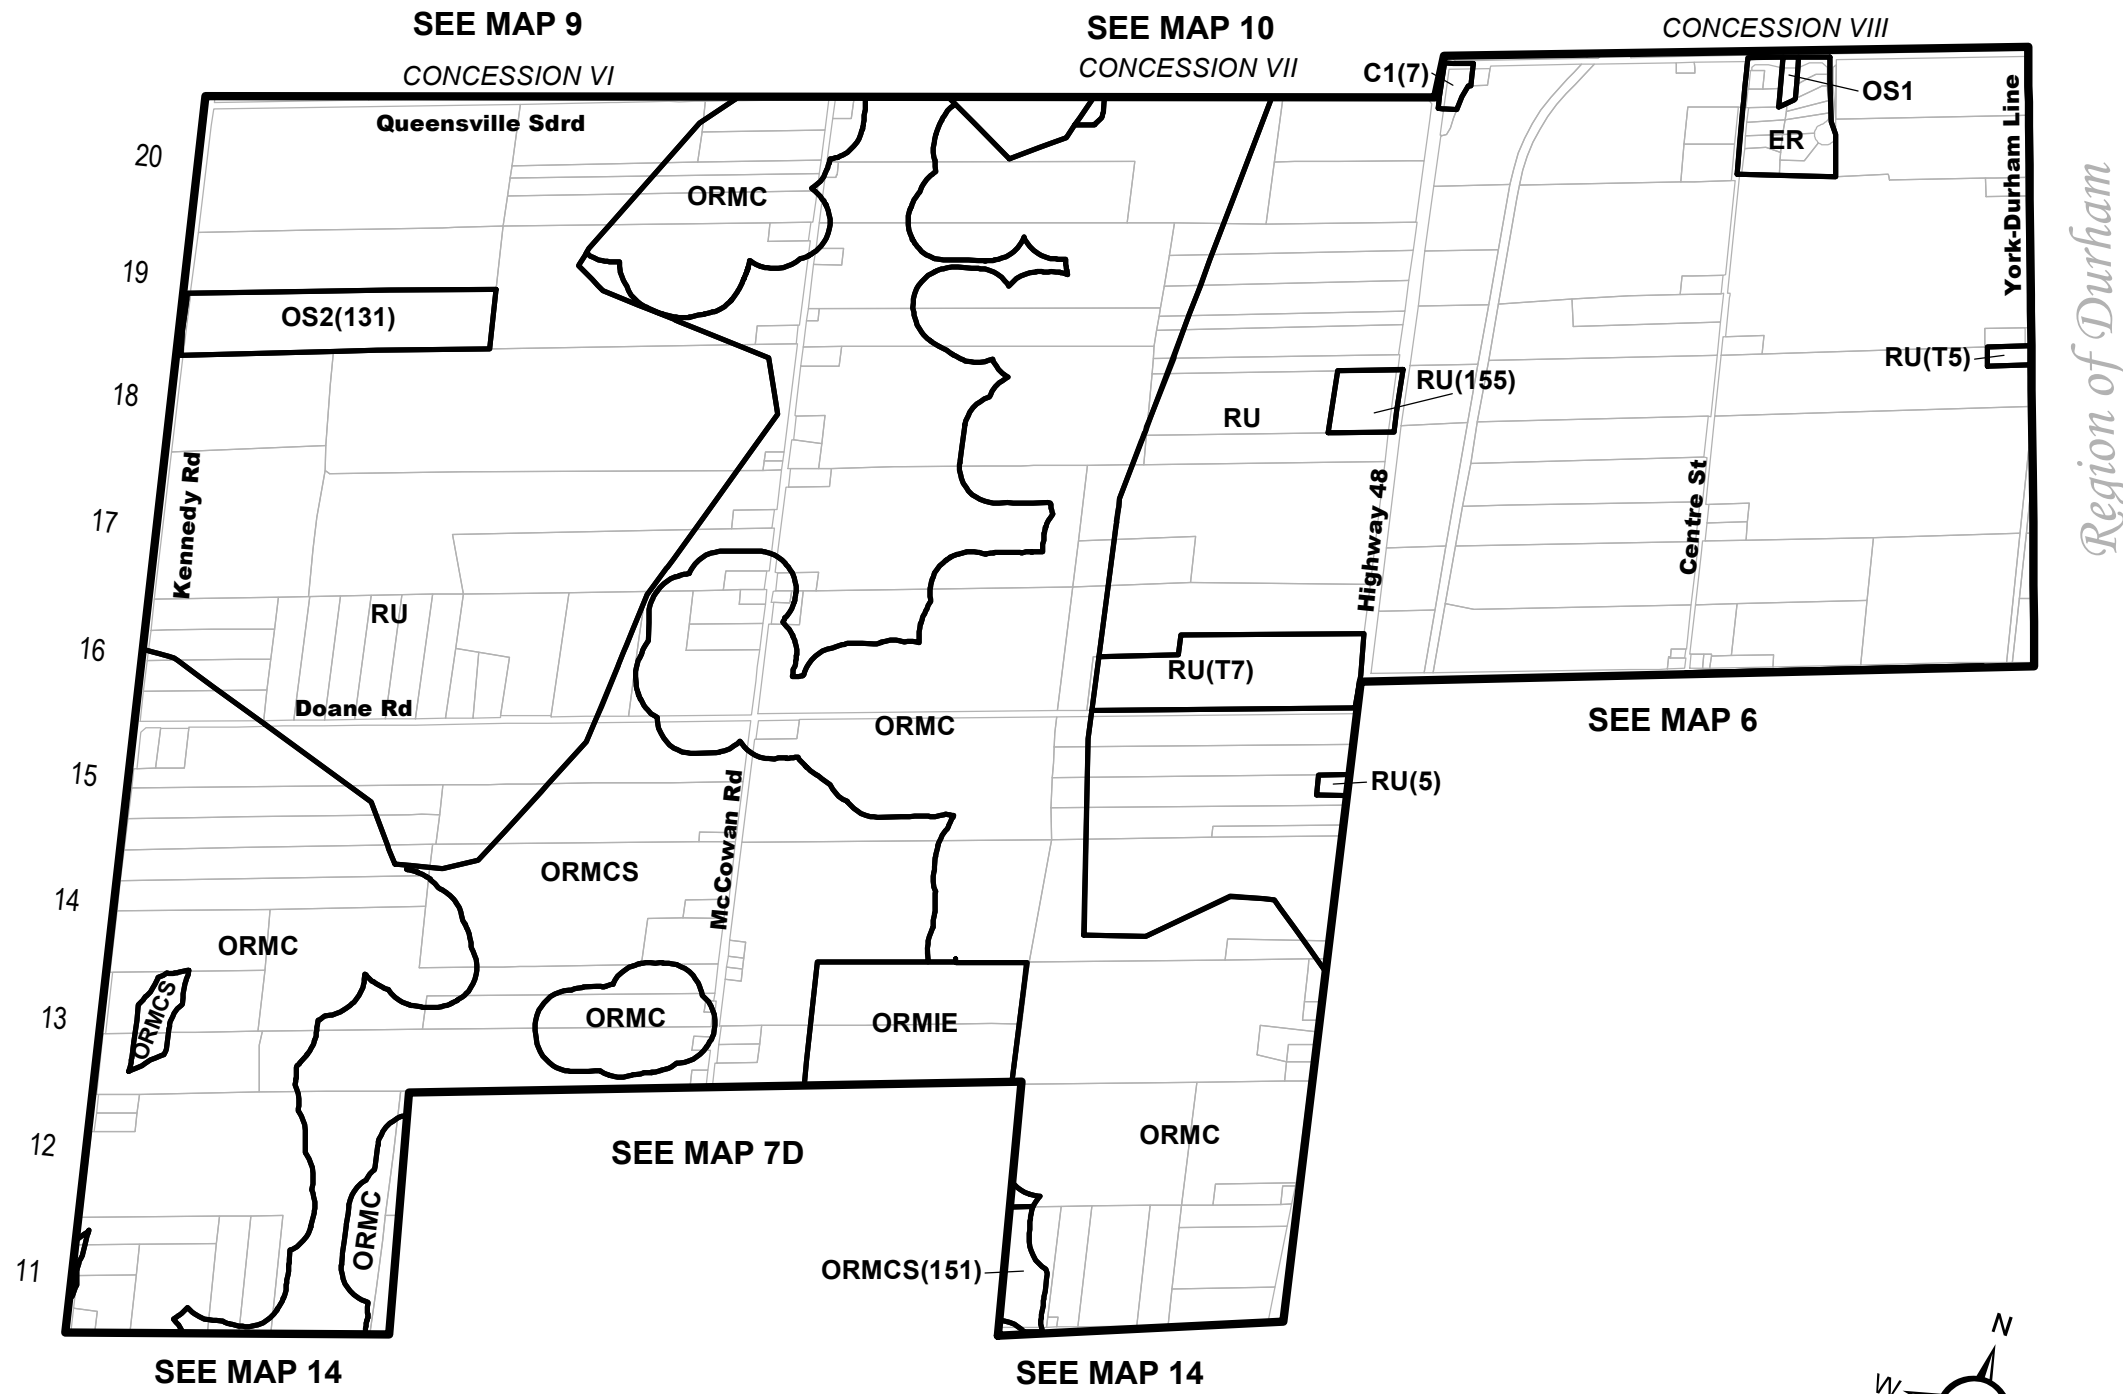 SEE MAP 9
SEE MAP 10
CONCESSION VIII
CONCESSION VI
CONCESSION VII
C1(7)
OS1
Queensville Sdrd
ER
York-Durham Line
Region of Durham
20
ORMC
19
OS2(131)
RU(T5)
18
RU(155)
RU
Kennedy Rd
Highway 48
Centre St
17
RU
16
RU(T7)
Doane Rd
ORMC
SEE MAP 6
15
RU(5)
McCowan Rd
ORMCS
14
ORMC
ORMCS
13
ORMC
ORMIE
12
SEE MAP 7D
ORMC
ORMC
11
ORMCS(151)
SEE MAP 14
SEE MAP 14
N
W